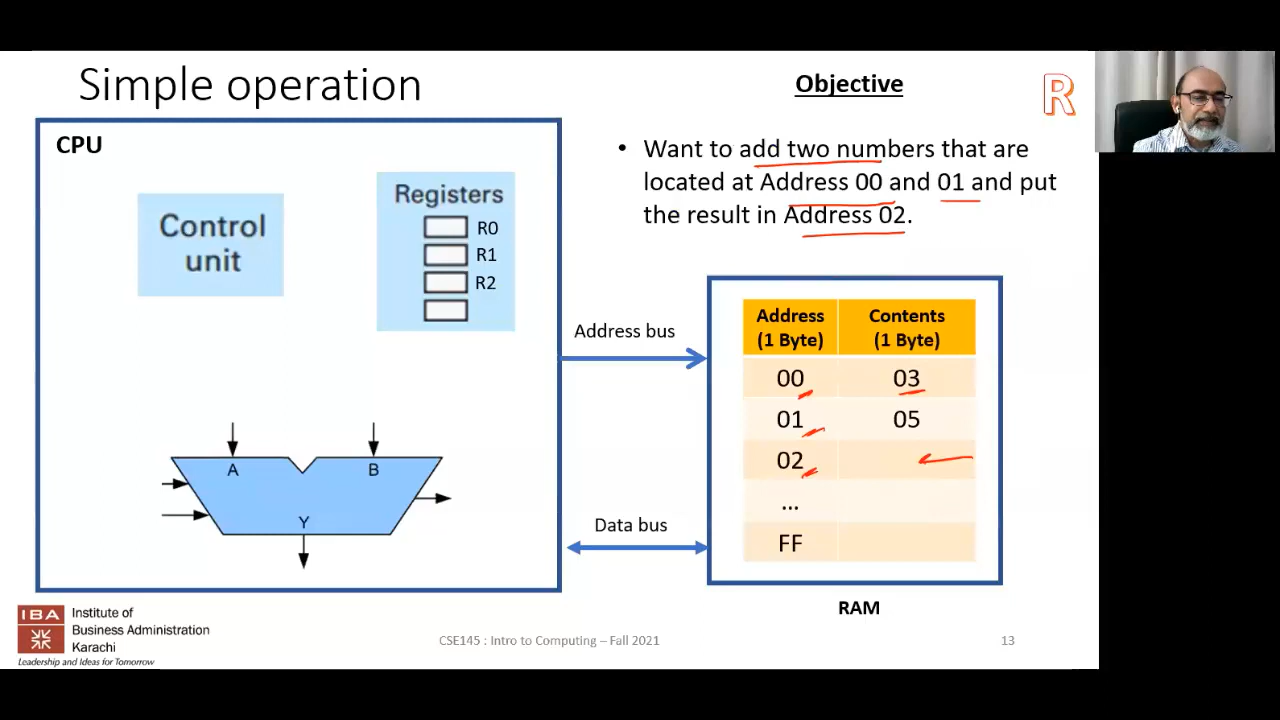 Simple operation
Objective
R
CPU
Control
unit
Registers
R0
R1
R2
A
B
Y
• Want to add two numbers that are
located at Address 00 and 01 and put
the result in Address 02.
Address bus
Data bus
Address
(1 Byte)
Contents
(1 Byte)
00 03
01 05
02
...
FF
RAM
IBA
Institute of
Business Administration
Karachi
Leadership and Ideas for Tomorrow
CSE145 : Intro to Computing – Fall 2021
13